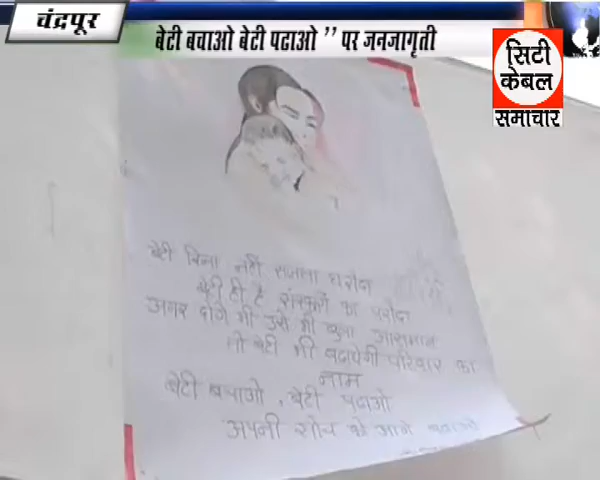 चंद्रपूर
बेटी बचाओ बेटी पढाओ ” पर जनजागृती
सिटी
केबल
समाचार
बेटी बिना नहीं सजता घरोंदा
बेटी ही है संस्कारों का परोंदा
अगर दोगे भी उसे भी खुला आसमान
तो बेटी भी बढायेगी परिवार का
नाम
बेटी बचाओ , बेटी पढाओ
अपनी सोच को आगे बढाओ